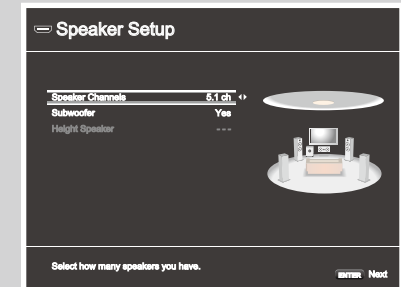 Speaker Setup
Speaker Channels 5.1 ch
Subwoofer Yes
Height Speaker ---
Select how many speakers you have.
ENTER Next